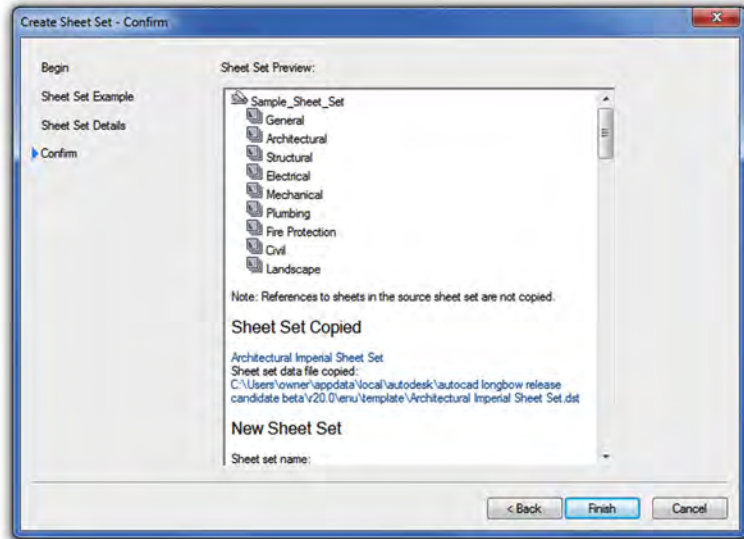 Create Sheet Set - Confirm
Begin
Sheet Set Example
Sheet Set Details
Confirm
Sheet Set Preview:
Sample_Sheet_Set
General
Architectural
Structural
Electrical
Mechanical
Plumbing
Fire Protection
Civil
Landscape
Note: References to sheets in the source sheet set are not copied.
Sheet Set Copied
Architectural Imperial Sheet Set
Sheet set data file copied:
C:\Users\owner\appdata\local\autodesk\autocad longbow release
candidate beta\r20.0\enu\template\Architectural Imperial Sheet Set.dst
New Sheet Set
Sheet set name:
< Back
Finish
Cancel